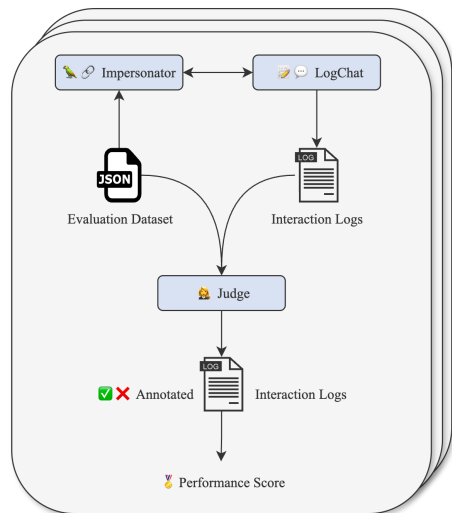 🦜🔗 Impersonator
📝💬 LogChat
JSON
LOG
Evaluation Dataset
Interaction Logs
🧑‍⚖️ Judge
LOG
✅❌ Annotated
Interaction Logs
🏅 Performance Score